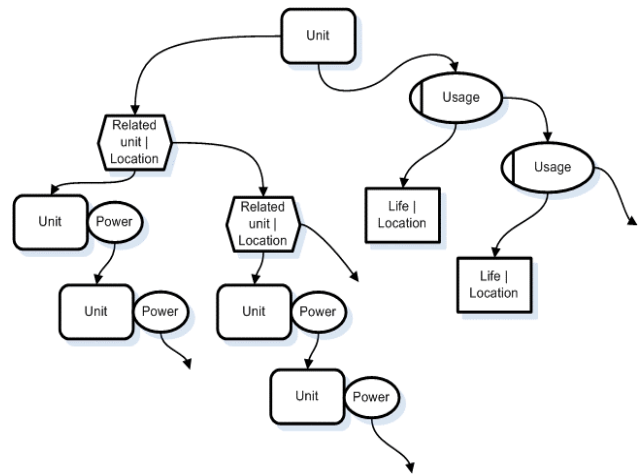 Unit
Usage
Related
unit |
Location
Usage
Life |
Location
Unit
Power
Related
unit |
Location
Life |
Location
Unit
Power
Unit
Power
Unit
Power